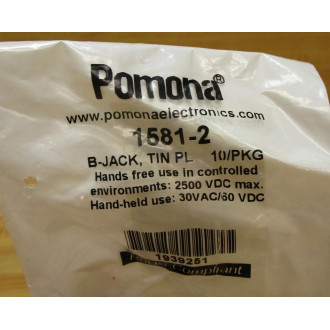 Pomona®
www.pomonaelectronics.com
1581-2
B-JACK, TIN PL 10/PKG
Hands free use in controlled
environments: 2500 VDC max.
Hand-held use: 30VAC/60 VDC
1939251
Compliant